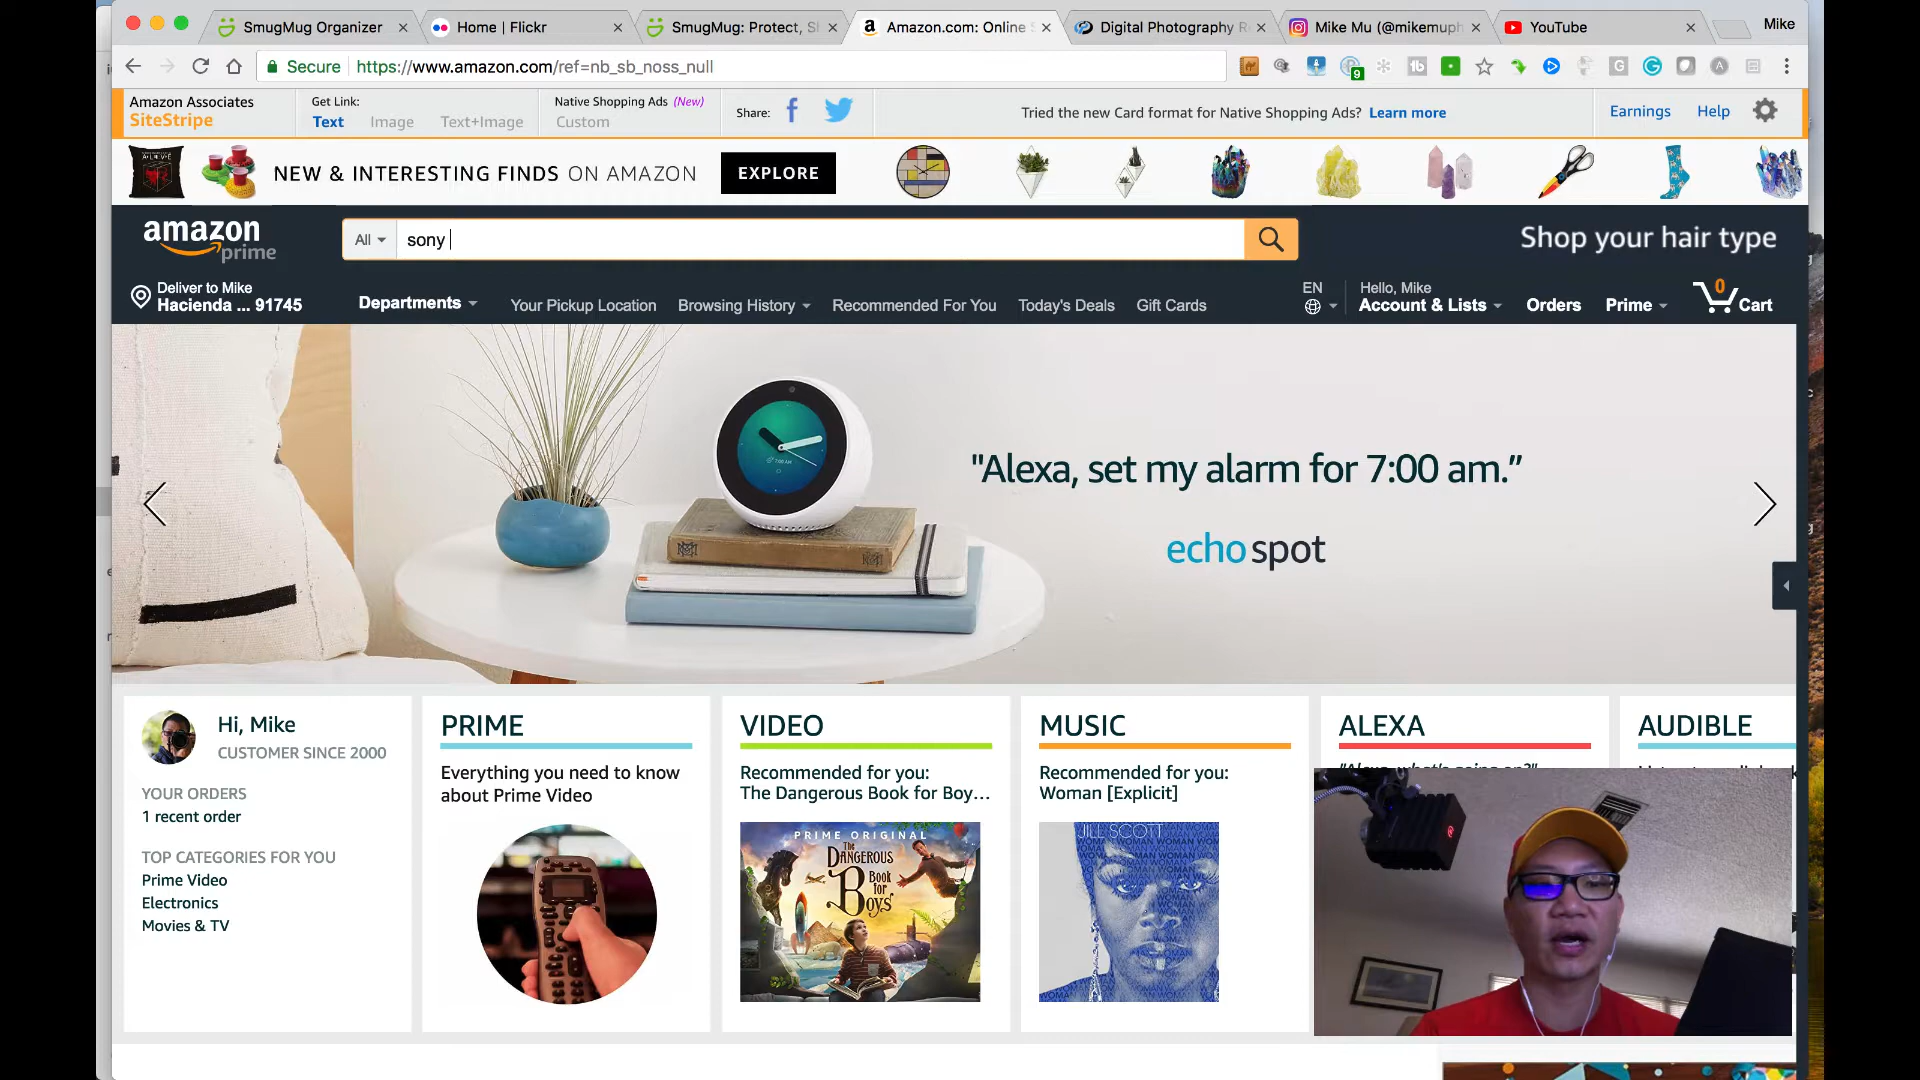 SmugMug Organizer
Home | Flickr
SmugMug: Protect, S
Amazon.com: Online S
Digital Photography Re
Mike Mu (@mikemuph
YouTube
Mike
Secure
https://www.amazon.com/ref=nb_sb_noss_null
9
Amazon Associates
SiteStripe
Get Link:
Text
Image
Text+Image
Native Shopping Ads (New)
Custom
Share:
Tried the new Card format for Native Shopping Ads? Learn more
Earnings
Help
NEW & INTERESTING FINDS ON AMAZON
EXPLORE
amazon
prime
All
sony
Shop your hair type
Deliver to Mike
Hacienda ... 91745
Departments
Your Pickup Location
Browsing History
Recommended For You
Today's Deals
Gift Cards
EN
Hello, Mike
Account & Lists
Orders
Prime
0
Cart
"Alexa, set my alarm for 7:00 am."
echo spot
Hi, Mike
CUSTOMER SINCE 2000
YOUR ORDERS
1 recent order
TOP CATEGORIES FOR YOU
Prime Video
Electronics
Movies & TV
PRIME
Everything you need to know
about Prime Video
VIDEO
Recommended for you:
The Dangerous Book for Boy...
PRIME ORIGINAL
The
DANGEROUS
Book
for
Boys
MUSIC
Recommended for you:
Woman [Explicit]
JILL SCOTT
ALEXA
"Alexa, what's going on?"
AUDIBLE